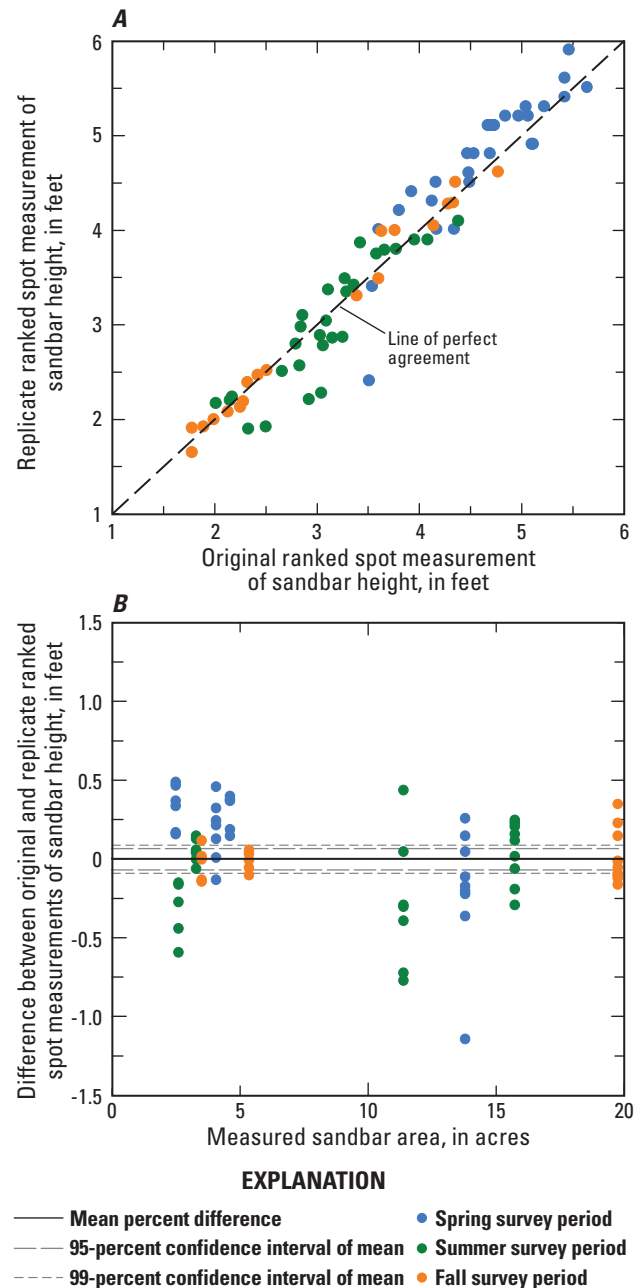 A
6
5
4
3
2
1
Replicate ranked spot measurement of
sandbar height, in feet
Line of perfect
agreement
1
2
3
4
5
6
Original ranked spot measurement
of sandbar height, in feet
B
1.5
1.0
0.5
0
-0.5
-1.0
-1.5
Difference between original and replicate ranked
spot measurements of sandbar height, in feet
0
5
10
15
20
Measured sandbar area, in acres
EXPLANATION
Mean percent difference
95-percent confidence interval of mean
99-percent confidence interval of mean
Spring survey period
Summer survey period
Fall survey period